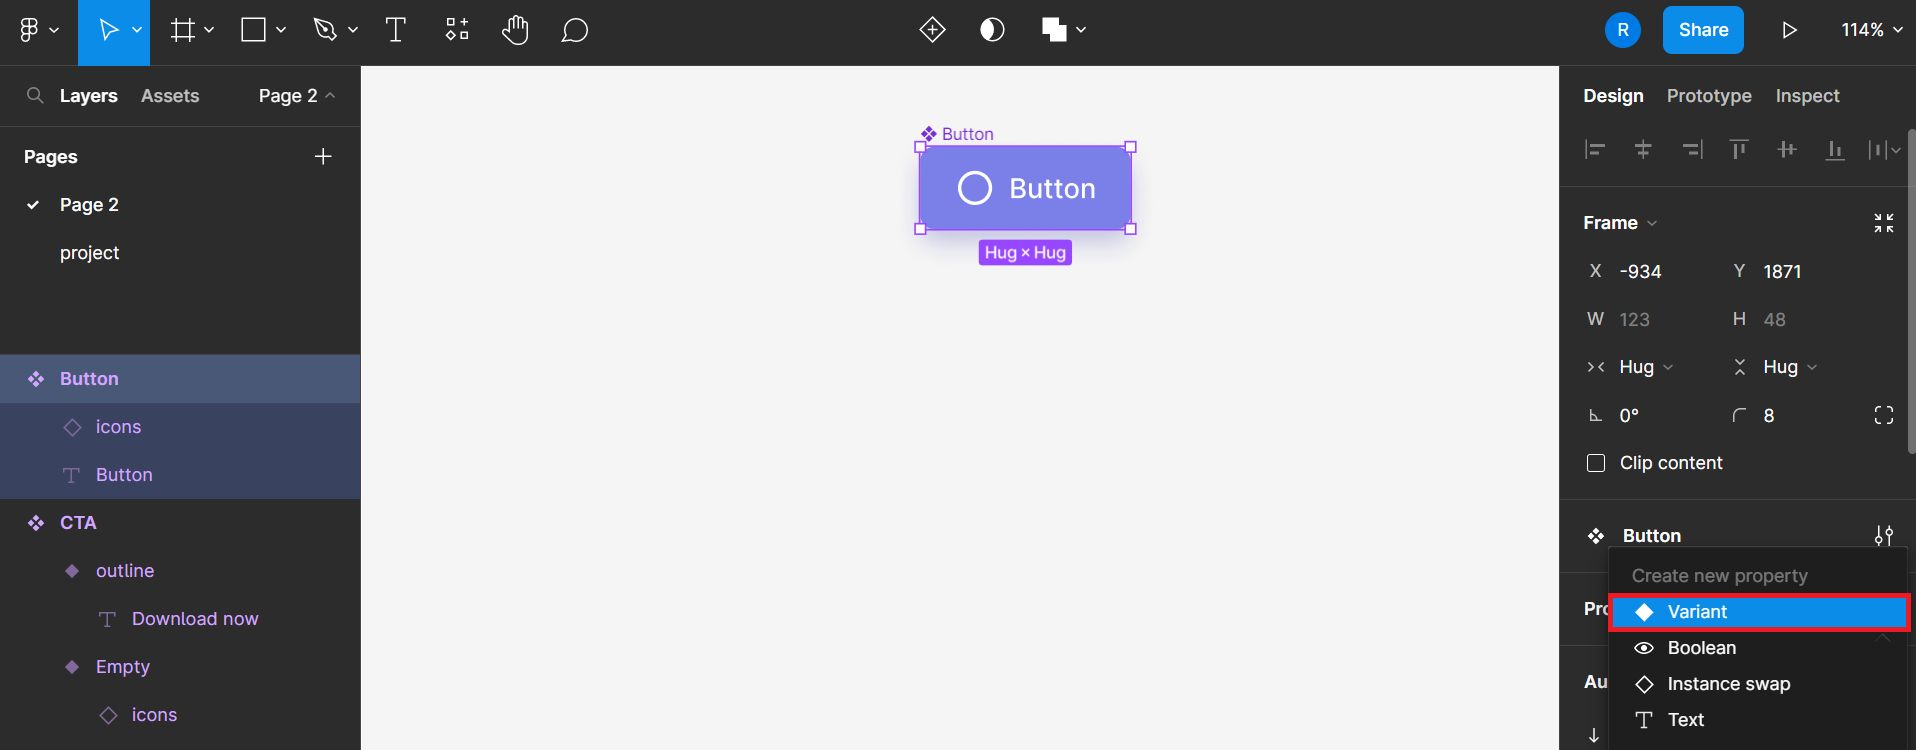 R
Share
114%
Layers Assets Page 2
Pages
Page 2
project
Button
icons
Button
CTA
outline
Download now
Empty
icons
Button
Button
Hug × Hug
Design Prototype Inspect
Frame
X -934 Y 1871
W 123 H 48
Hug Hug
0° 8
Clip content
Button
Create new property
Pro
Variant
Boolean
Au
Instance swap
Text